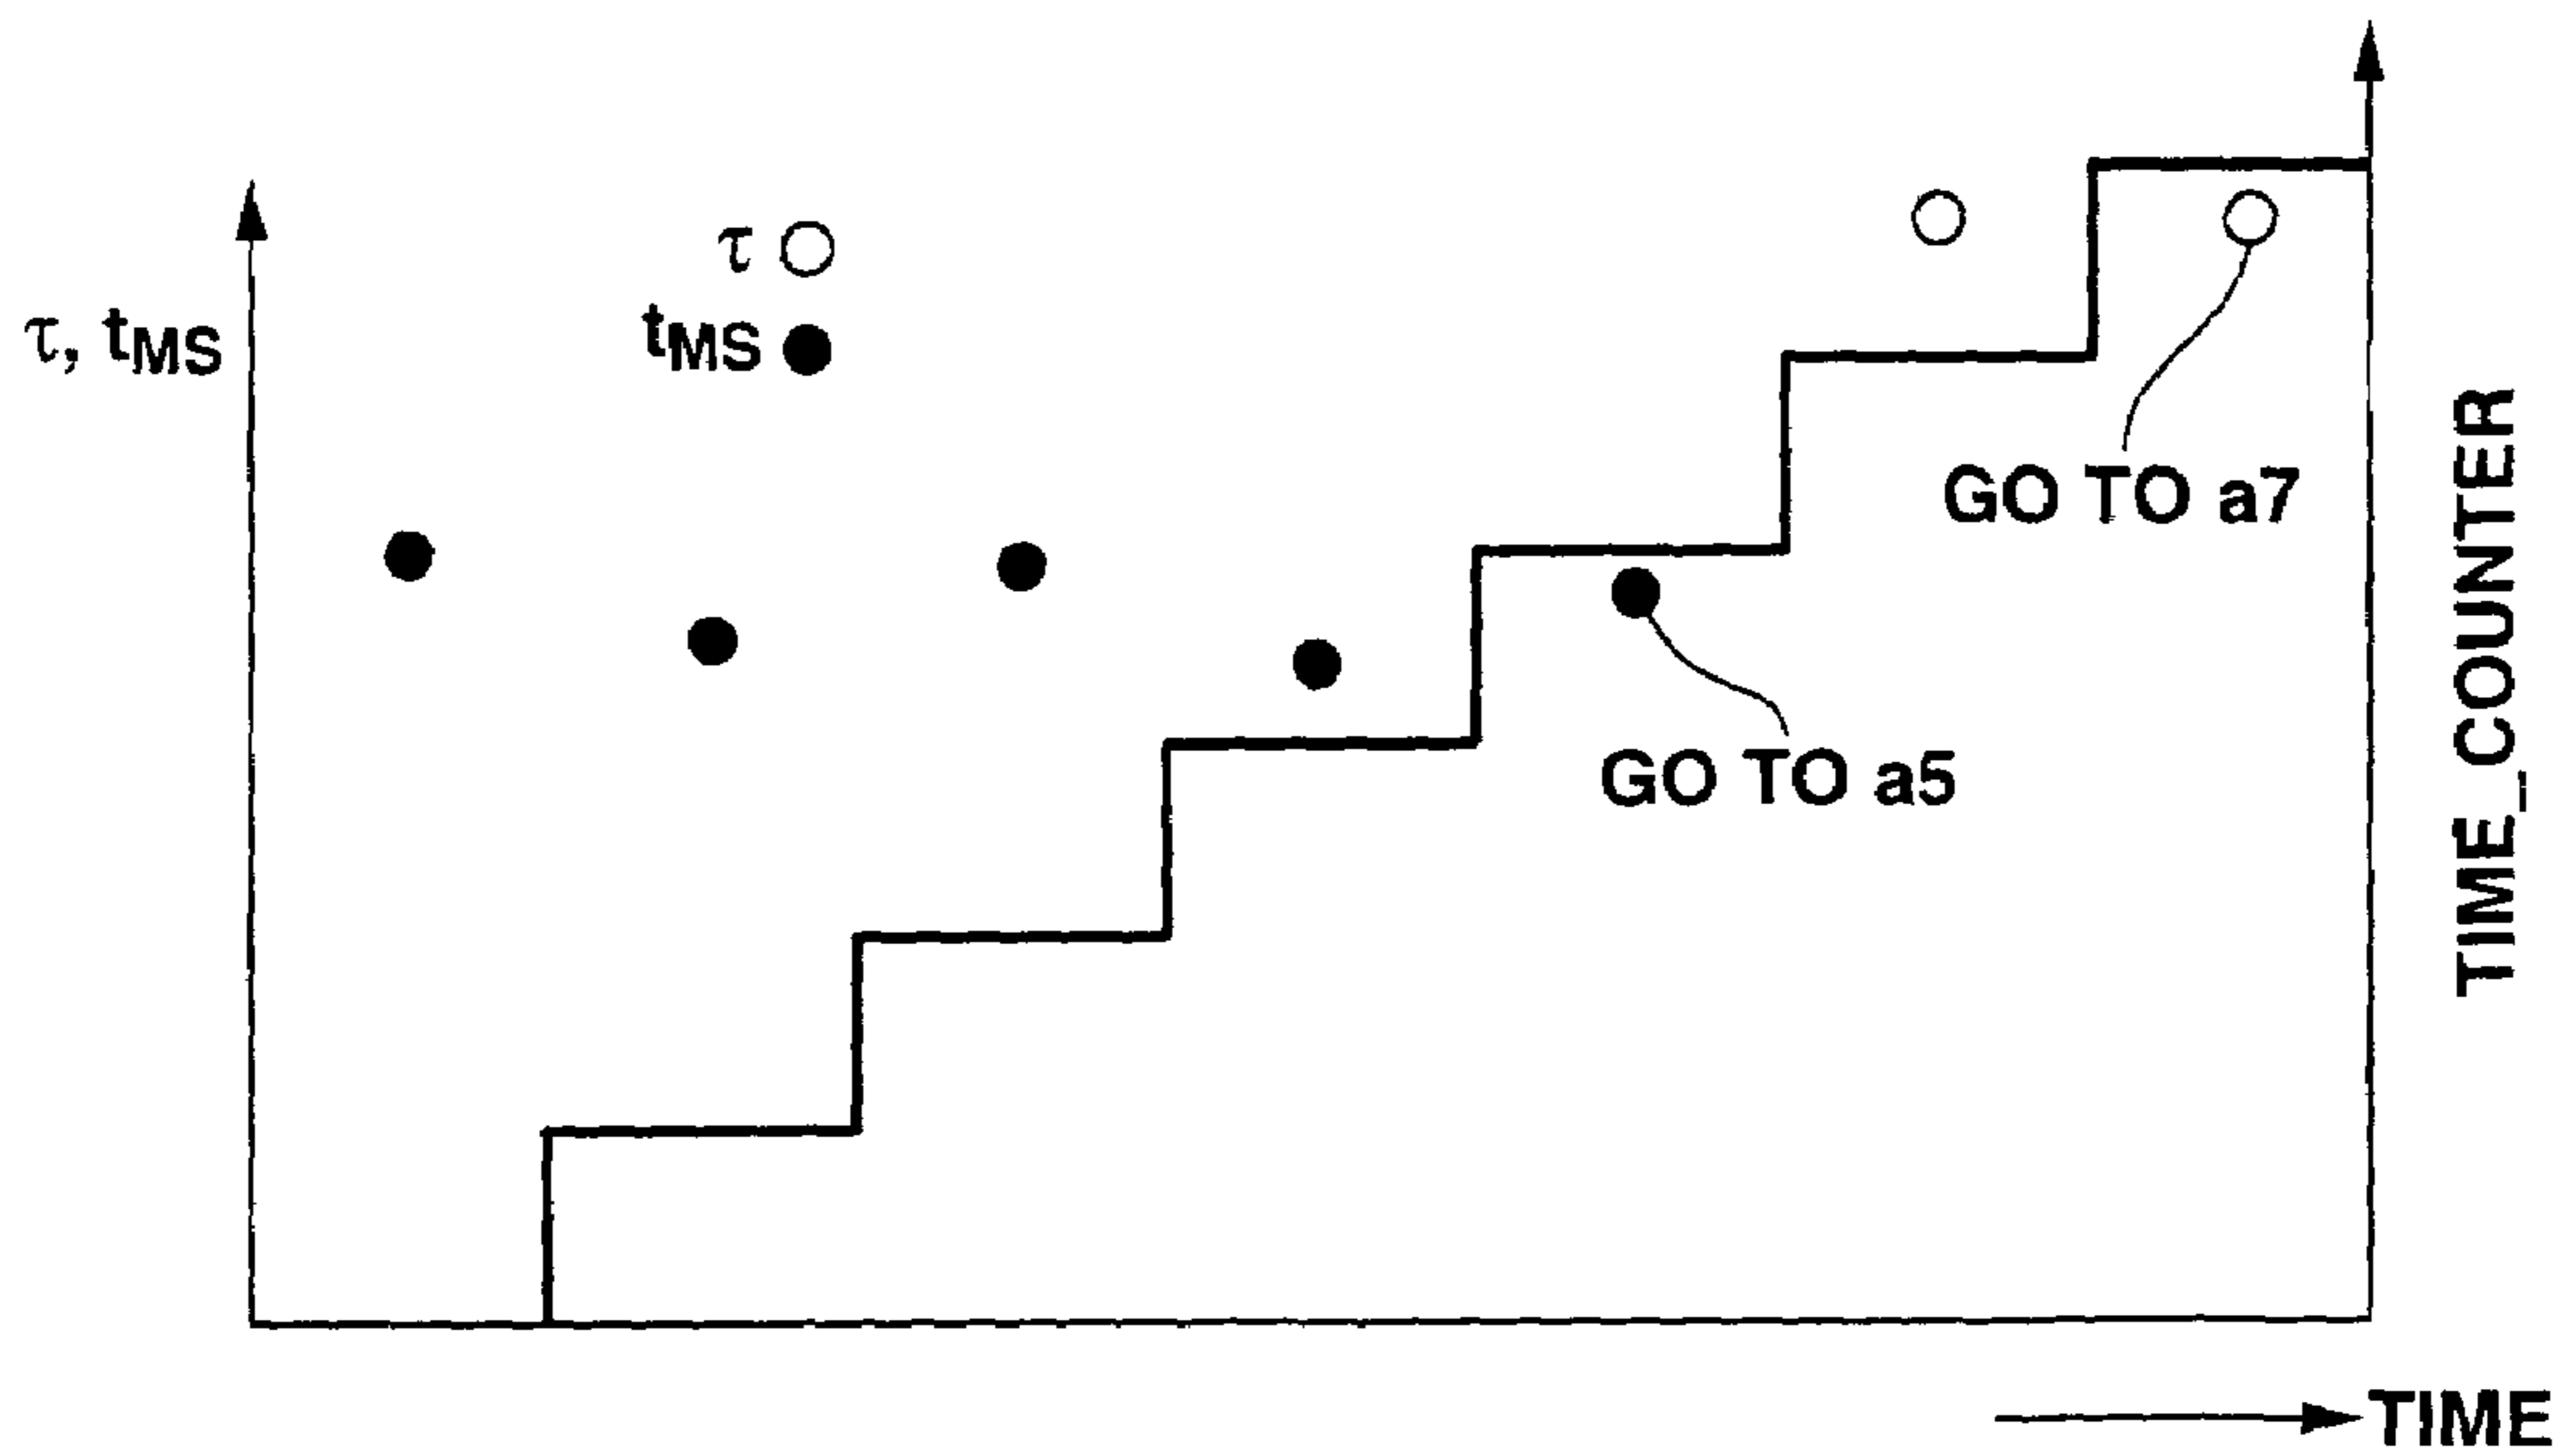 τ
τ, tMS
tMS
GO TO a7
GO TO a5
TIME_COUNTER
TIME